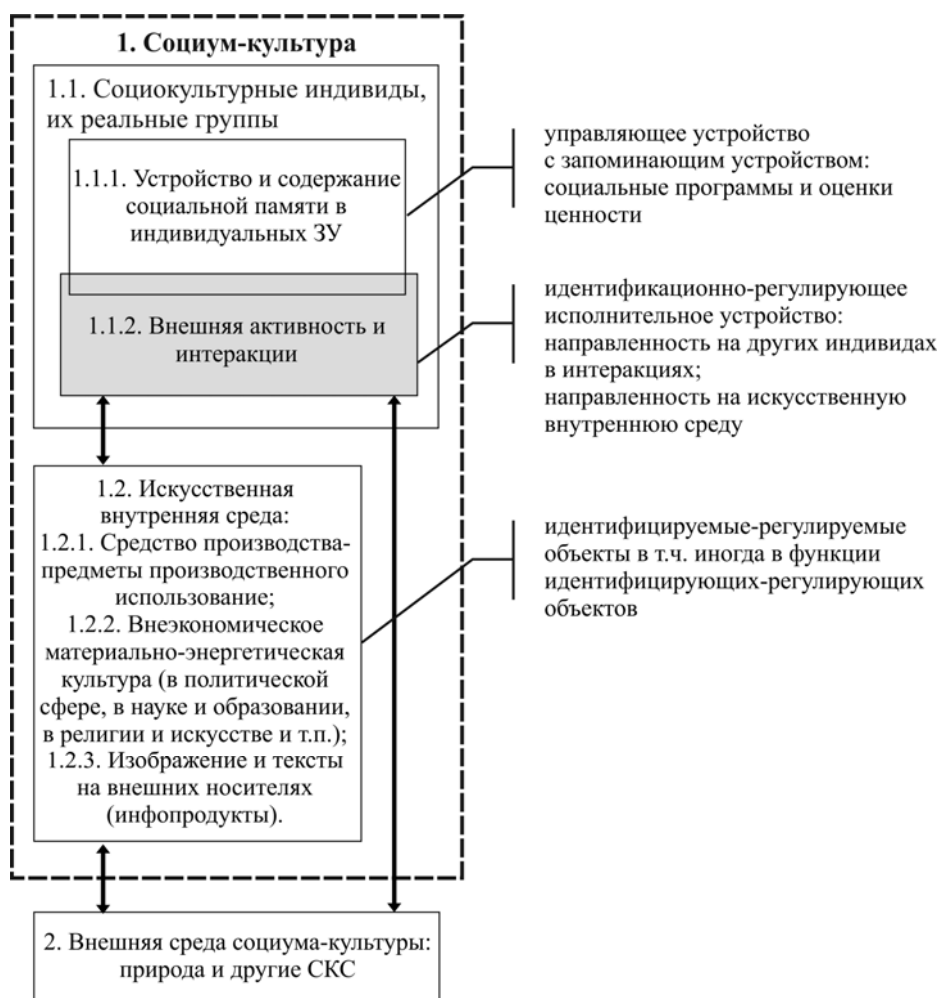 1. Социум-культура
1.1. Социокультурные индивиды,
их реальные группы
1.1.1. Устройство и содержание
социальной памяти в
индивидуальных ЗУ
1.1.2. Внешняя активность и
интеракции
управляющее устройство
с запоминающим устройством:
социальные программы и оценки
ценности
идентификационно-регулирующее
исполнительное устройство:
направленность на других индивидах
в интеракциях;
направленность на искусственную
внутреннюю среду
1.2. Искусственная
внутренняя среда:
1.2.1. Средство производства-
предметы производственного
использование;
1.2.2. Внеэкономическое
материально-энергетическая
культура (в политической
сфере, в науке и образовании,
в религии и искусстве и т.п.);
1.2.3. Изображение и тексты
на внешних носителях
(инфопродукты).
идентифицируемые-регулируемые
объекты в т.ч. иногда в функции
идентифицирующих-регулирующих
объектов
2. Внешняя среда социума-культуры:
природа и другие СКС